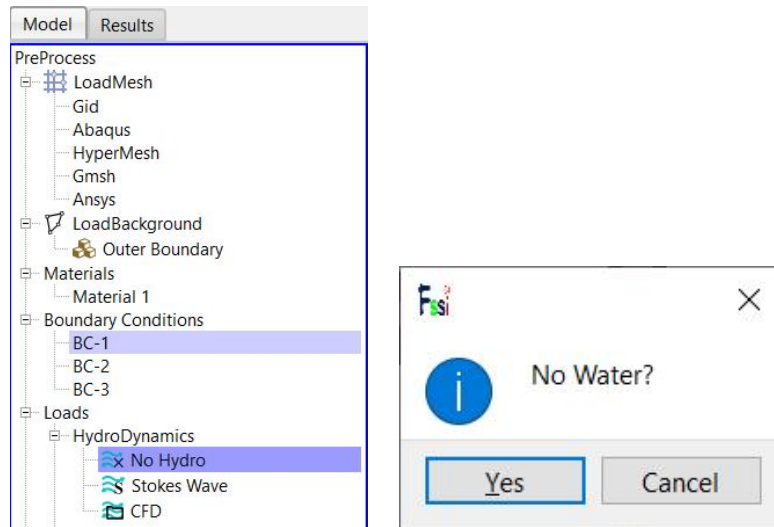 Model Results
PreProcess
LoadMesh
Gid
Abaqus
HyperMesh
Gmsh
Ansys
LoadBackground
Outer Boundary
Materials
Material 1
Boundary Conditions
BC-1
BC-2
BC-3
Loads
HydroDynamics
No Hydro
Stokes Wave
CFD
Fssi
No Water?
Yes Cancel